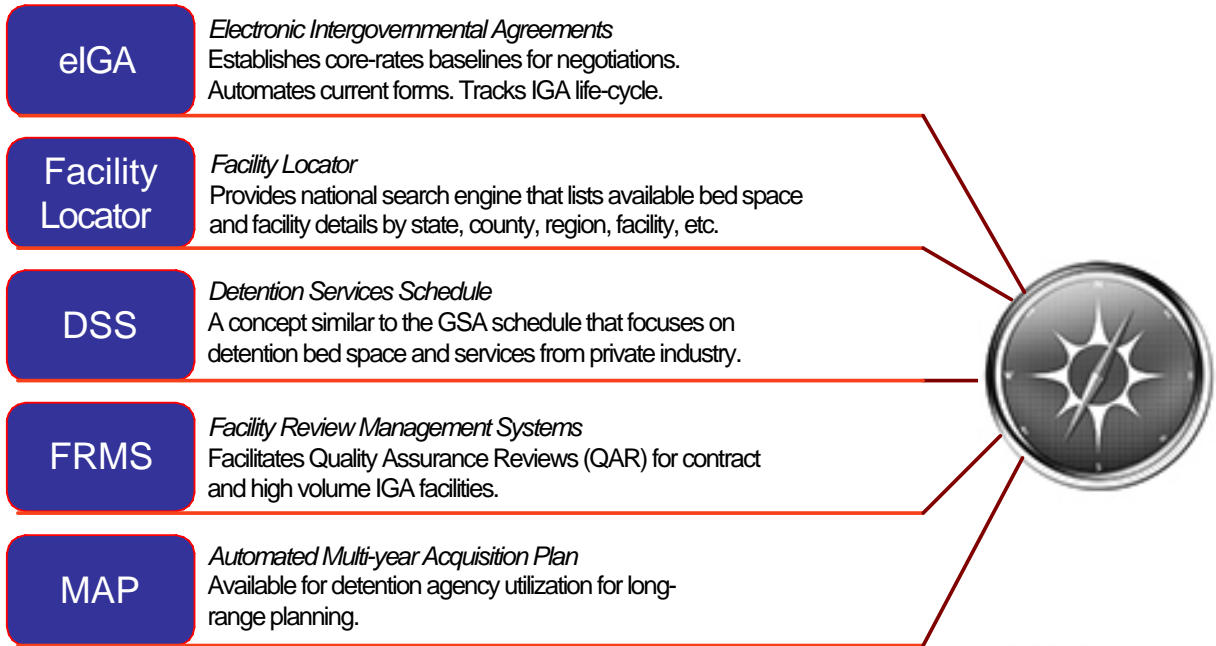 eIGA
Electronic Intergovernmental Agreements
Establishes core-rates baselines for negotiations.
Automates current forms. Tracks IGA life-cycle.
Facility
Locator
Facility Locator
Provides national search engine that lists available bed space
and facility details by state, county, region, facility, etc.
DSS
Detention Services Schedule
A concept similar to the GSA schedule that focuses on
detention bed space and services from private industry.
FRMS
Facility Review Management Systems
Facilitates Quality Assurance Reviews (QAR) for contract
and high volume IGA facilities.
MAP
Automated Multi-year Acquisition Plan
Available for detention agency utilization for long-
range planning.